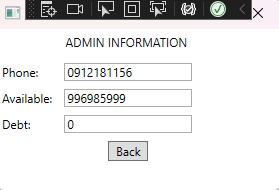 ADMIN INFORMATION
Phone: 0912181156
Available: 996985999
Debt: 0
Back